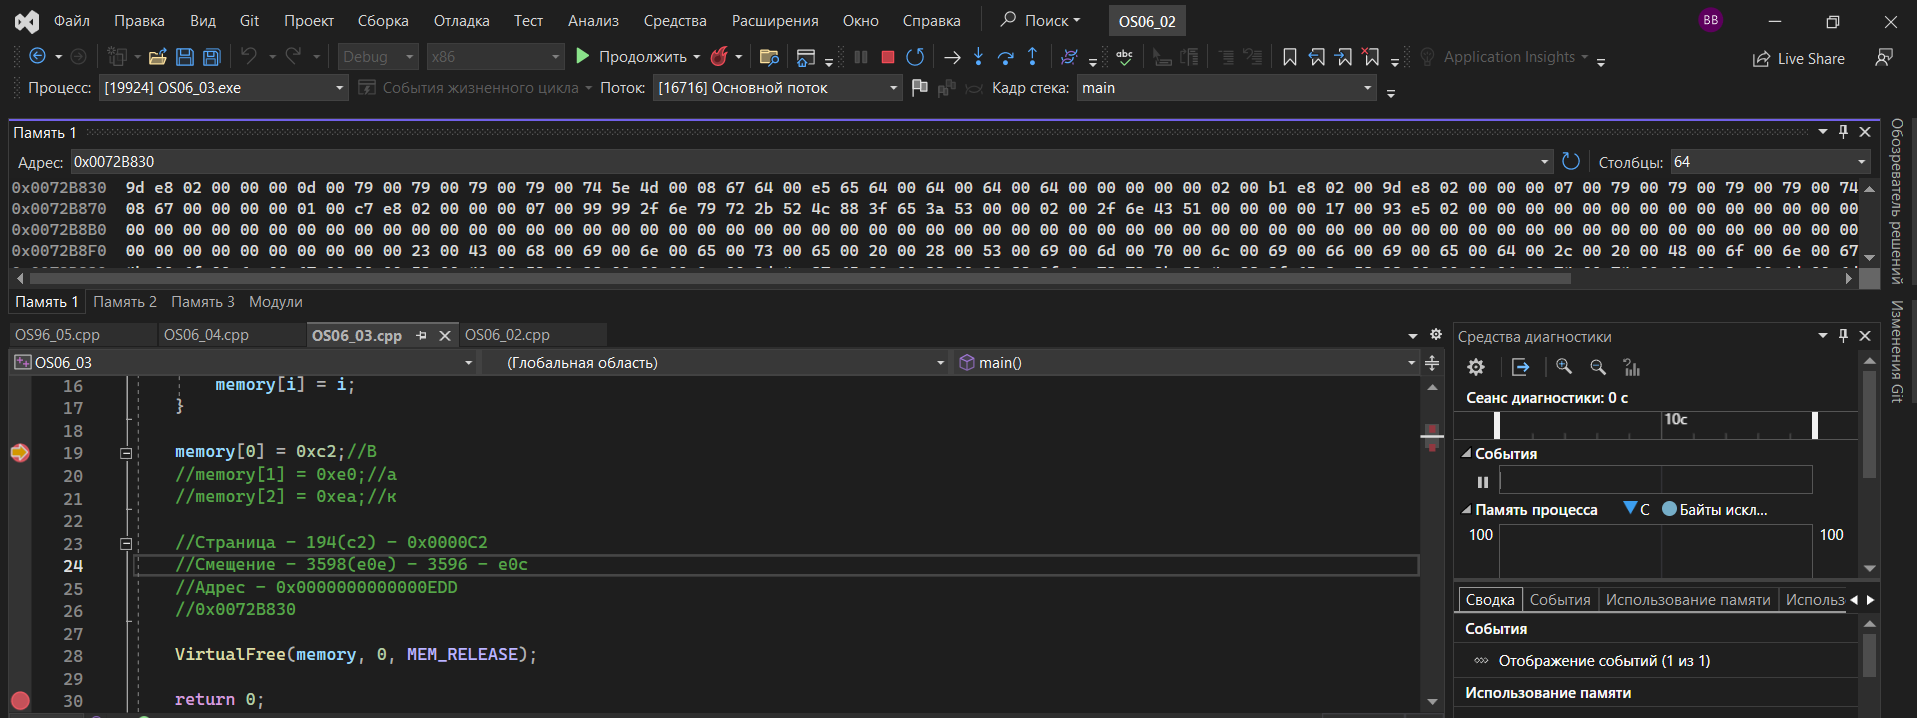 Файл Правка Вид Git Проект Сборка Отладка Тест Анализ Средства Расширения Окно Справка Поиск OS06_02 BB
Debug x86 Продолжить Application Insights Live Share
Процесс: [19924] OS06_03.exe События жизненного цикла Поток: [16716] Основной поток Кадр стека: main
Память 1
Адрес: 0x0072B830 Столбцы: 64
0x0072B830 9d e8 02 00 00 00 0d 00 79 00 79 00 79 00 79 00 74 5e 4d 00 08 67 64 00 e5 65 64 00 64 00 64 00 64 00 00 00 00 00 02 00 b1 e8 02 00 9d e8 02 00 00 00 07 00 79 00 79 00 79 00 79 00 74
0x0072B870 08 67 00 00 00 00 01 00 c7 e8 02 00 00 00 07 00 99 99 2f 6e 79 72 2b 52 4c 88 3f 65 3a 53 00 00 02 00 2f 6e 43 51 00 00 00 00 17 00 93 e5 02 00 00 00 00 00 00 00 00 00 00 00 00 00 00
0x0072B8B0 00 00 00 00 00 00 00 00 00 00 00 00 00 00 00 00 00 00 00 00 00 00 00 00 00 00 00 00 00 00 00 00 00 00 00 00 00 00 00 00 00 00 00 00 00 00 00 00 00 00 00 00 00 00 00 00 00 00 00 00 00
0x0072B8F0 00 00 00 00 00 00 00 00 00 00 23 00 43 00 68 00 69 00 6e 00 65 00 73 00 65 00 20 00 28 00 53 00 69 00 6d 00 70 00 6c 00 69 00 66 00 69 00 65 00 64 00 2c 00 20 00 48 00 6f 00 6e 00 67
Память 1 Память 2 Память 3 Модули
OS96_05.cpp OS06_04.cpp OS06_03.cpp OS06_02.cpp
OS06_03 (Глобальная область) main()
16 memory[i] = i;
17 }
18
19 memory[0] = 0xc2;//В
20 //memory[1] = 0xe0;//а
21 //memory[2] = 0xea;//к
22
23 //Страница - 194(c2) - 0x0000C2
24 //Смещение - 3598(e0e) - 3596 - e0c
25 //Адрес - 0x0000000000000EDD
26 //0x0072B830
27
28 VirtualFree(memory, 0, MEM_RELEASE);
29
30 return 0;
Средства диагностики
Сеанс диагностики: 0 с
10с
События
Память процесса С Байты искл...
100 100
Сводка События Использование памяти Использ
События
Отображение событий (1 из 1)
Использование памяти
Обозреватель решений
Изменения Git